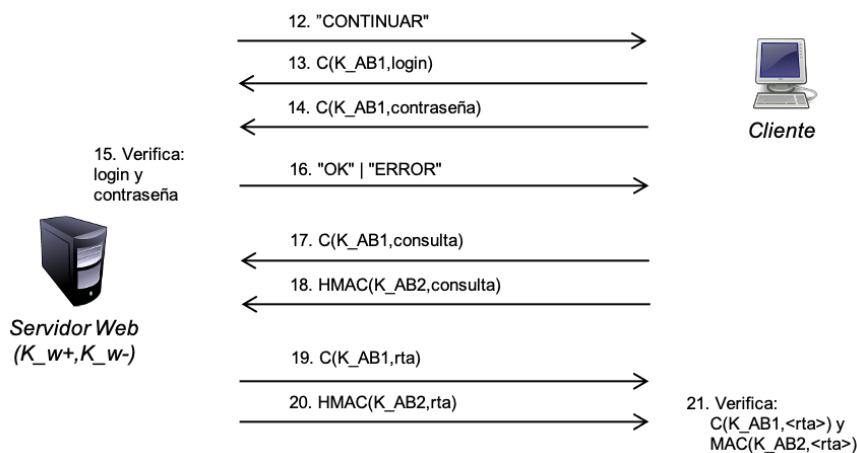 12. ”CONTINUAR"
13. C(K_AB1,login)
14. C(K_AB1,contraseña)
Cliente
15. Verifica:
login y
contraseña
16. "OK" | "ERROR"
17. C(K_AB1,consulta)
18. HMAC(K_AB2,consulta)
Servidor Web
(K_w+,K_w-)
19. C(K_AB1,rta)
20. HMAC(K_AB2,rta)
21. Verifica:
C(K_AB1,<rta>) y
MAC(K_AB2,<rta>)